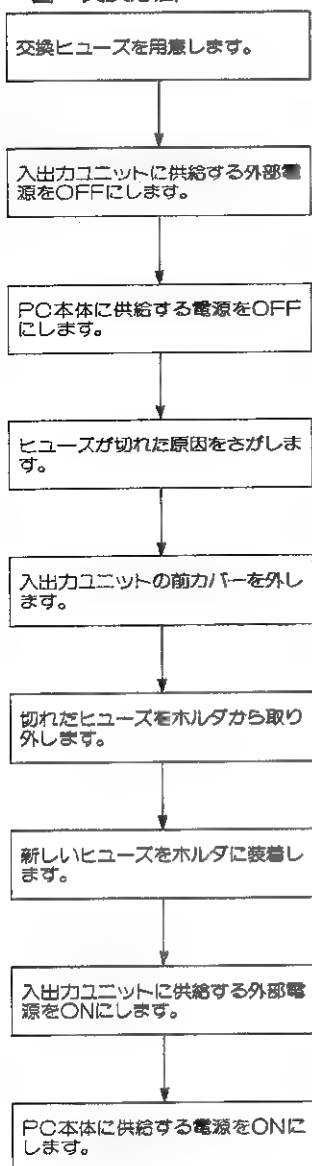 交換ヒューズを用意します。
入出力ユニットに供給する外部電
源をOFFにします。
PC本体に供給する電源をOFF
にします。
ヒューズが切れた原因をさがしま
す。
入出力ユニットの前カバーを外し
ます。
切れたヒューズをホルダから取り
外します。
新しいヒューズをホルダに装着し
ます。
入出力ユニットに供給する外部電
源をONにします。
PC本体に供給する電源をONに
します。